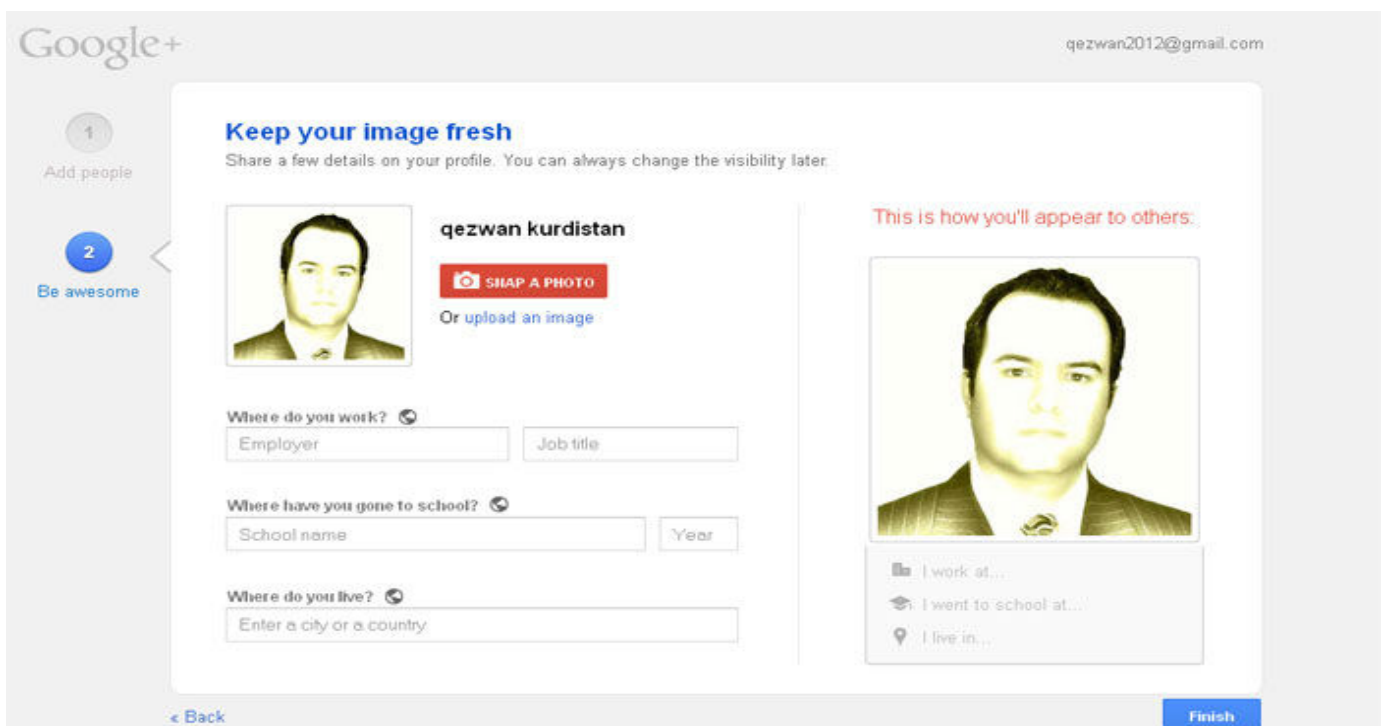 Google+
qezwan2012@gmail.com
1
Add people
2
Be awesome
Keep your image fresh
Share a few details on your profile. You can always change the visibility later.
qezwan kurdistan
SNAP A PHOTO
Or upload an image
Where do you work?
Employer
Job title
Where have you gone to school?
School name
Year
Where do you live?
Enter a city or a country
This is how you'll appear to others:
I work at...
I went to school at...
I live in...
« Back
Finish